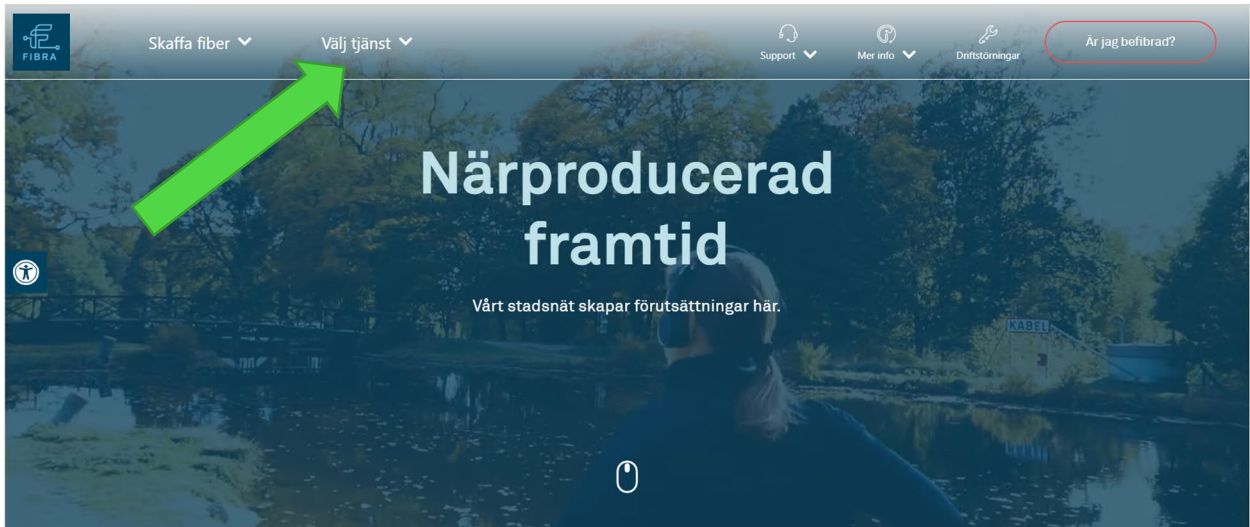 FIBRA
Skaffa fiber
Välj tjänst
Support
Mer info
Driftstörningar
Är jag befibrad?
Närproducerad
framtid
Vårt stadsnät skapar förutsättningar här.
KABEL